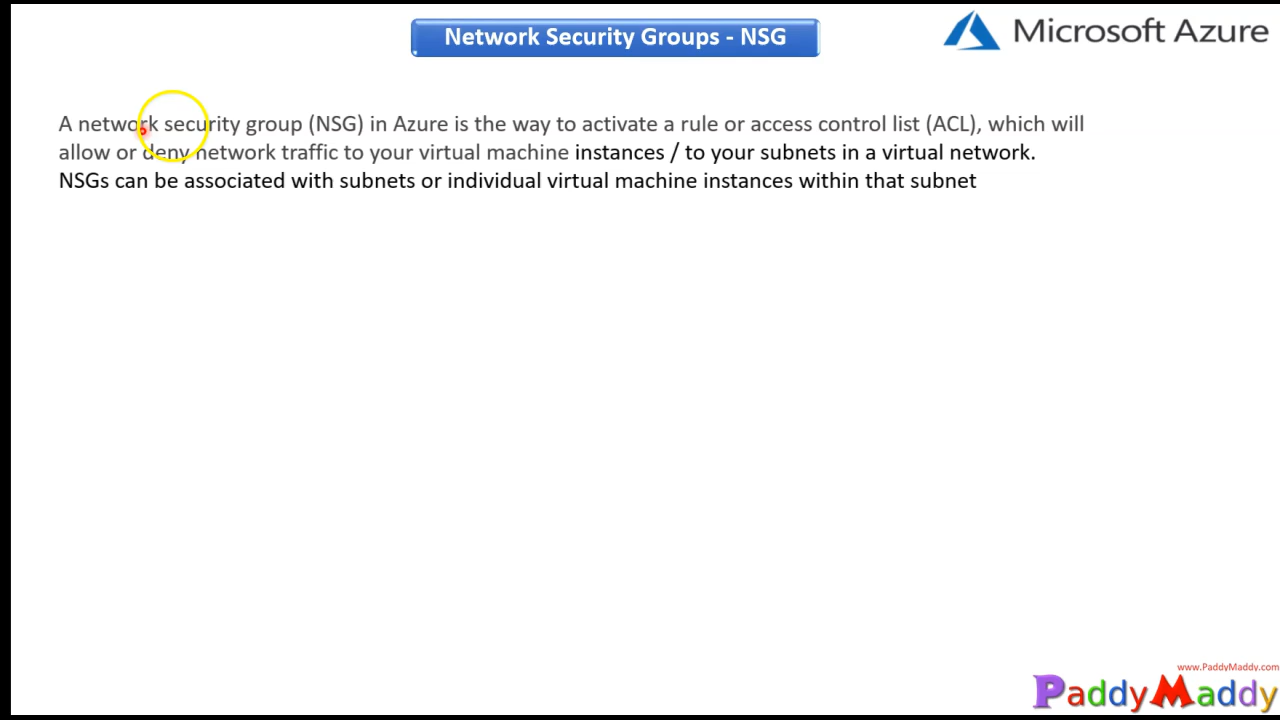 Network Security Groups - NSG
Microsoft Azure
A network security group (NSG) in Azure is the way to activate a rule or access control list (ACL), which will
allow or deny network traffic to your virtual machine instances / to your subnets in a virtual network.
NSGs can be associated with subnets or individual virtual machine instances within that subnet
www.PaddyMaddy.com
PaddyMaddy